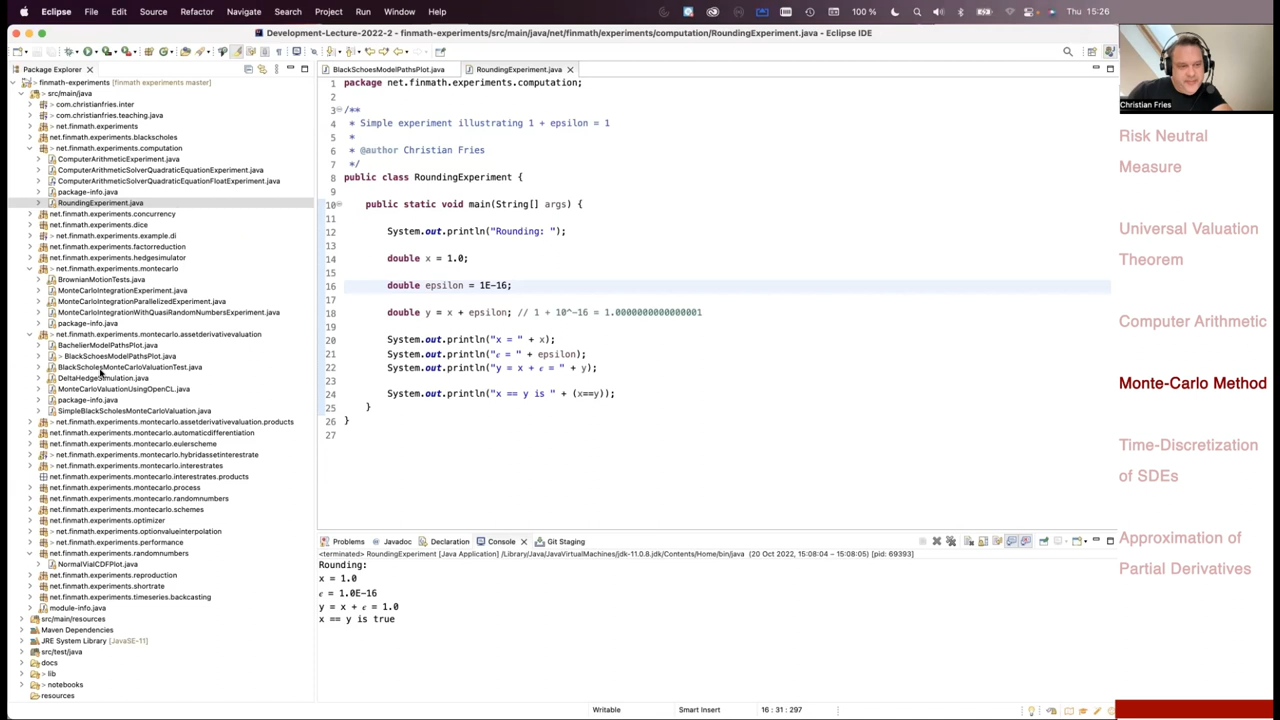 Eclipse File Edit Source Refactor Navigate Search Project Run Window Help 100 % Thu 15:26
Development-Lecture-2022-2 - finmath-experiments/src/main/java/net/finmath/experiments/computation/RoundingExperiment.java - Eclipse IDE
Package Explorer
finmath-experiments [finmath experiments master]
src/main/java
com.christianfries.inter
com.christianfries.teaching.java
net.finmath.experiments
net.finmath.experiments.blackscholes
net.finmath.experiments.computation
ComputerArithmeticExperiment.java
ComputerArithmeticSolverQuadraticEquationExperiment.java
ComputerArithmeticSolverQuadraticEquationFloatExperiment.java
package-info.java
RoundingExperiment.java
net.finmath.experiments.concurrency
net.finmath.experiments.dice
> net.finmath.experiments.example.di
net.finmath.experiments.factorreduction
net.finmath.experiments.hedgesimulator
net.finmath.experiments.montecarlo
BrownianMotionTests.java
MonteCarloIntegrationExperiment.java
MonteCarloIntegrationParallelizedExperiment.java
MonteCarloIntegrationWithQuasiRandomNumbersExperiment.java
package-info.java
> net.finmath.experiments.montecarlo.assetderivativevaluation
BachelierModelPathsPlot.java
> BlackSchoesModelPathsPlot.java
BlackScholesMonteCarloValuationTest.java
DeltaHedgeSimulation.java
MonteCarloValuationUsingOpenCL.java
package-info.java
SimpleBlackScholesMonteCarloValuation.java
> net.finmath.experiments.montecarlo.assetderivativevaluation.products
> net.finmath.experiments.montecarlo.automaticdifferentiation
net.finmath.experiments.montecarlo.eulerscheme
> net.finmath.experiments.montecarlo.hybridassetinterestrate
> net.finmath.experiments.montecarlo.interestrates
net.finmath.experiments.montecarlo.interestrates.products
net.finmath.experiments.montecarlo.process
net.finmath.experiments.montecarlo.randomnumbers
net.finmath.experiments.montecarlo.schemes
net.finmath.experiments.optimizer
> net.finmath.experiments.optionvalueinterpolation
> net.finmath.experiments.performance
net.finmath.experiments.randomnumbers
NormalVialCDFPlot.java
net.finmath.experiments.reproduction
net.finmath.experiments.shortrate
net.finmath.experiments.timeseries.backcasting
module-info.java
src/main/resources
Maven Dependencies
JRE System Library [JavaSE-11]
src/test/java
docs
> lib
> notebooks
resources
BlackSchoesModelPathsPlot.java RoundingExperiment.java
1 package net.finmath.experiments.computation;
2
3 /**
4 * Simple experiment illustrating 1 + epsilon = 1
5 *
6 * @author Christian Fries
7 */
8 public class RoundingExperiment {
9
10 public static void main(String[] args) {
11
12 System.out.println("Rounding: ");
13
14 double x = 1.0;
15
16 double epsilon = 1E-16;
17
18 double y = x + epsilon; // 1 + 10^-16 = 1.0000000000000001
19
20 System.out.println("x = " + x);
21 System.out.println("ϵ = " + epsilon);
22 System.out.println("y = x + ϵ = " + y);
23
24 System.out.println("x == y is " + (x==y));
25 }
26 }
27
Problems Javadoc Declaration Console Git Staging
<terminated> RoundingExperiment [Java Application] /Library/Java/JavaVirtualMachines/jdk-11.0.8.jdk/Contents/Home/bin/java (20 Oct 2022, 15:08:04 – 15:08:05) [pid: 69393]
Rounding:
x = 1.0
ϵ = 1.0E-16
y = x + ϵ = 1.0
x == y is true
Writable Smart Insert 16 : 31 : 297
Christian Fries
Risk Neutral
Measure
Universal Valuation
Theorem
Computer Arithmetic
Monte-Carlo Method
Time-Discretization
of SDEs
Approximation of
Partial Derivatives